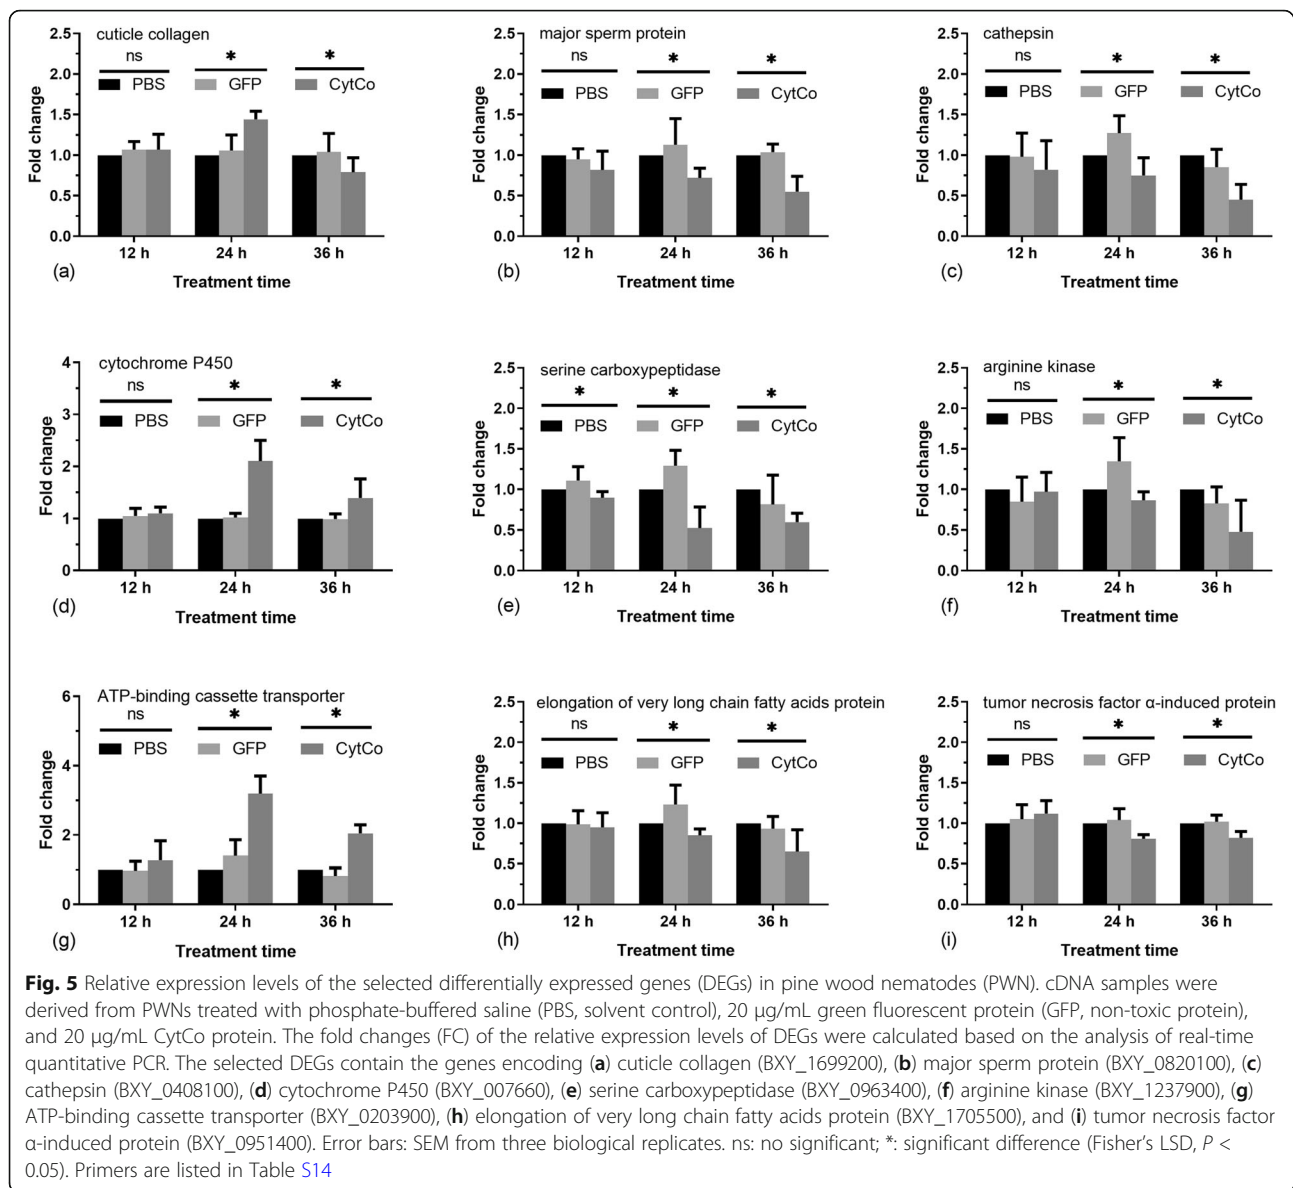 cuticle collagen
2.5
2.0
1.5
1.0
0.5
0.0
Fold change
ns * *
PBS GFP CytCo
12 h 24 h 36 h
(a)
Treatment time
major sperm protein
2.5
2.0
1.5
1.0
0.5
0.0
Fold change
ns * *
PBS GFP CytCo
12 h 24 h 36 h
(b)
Treatment time
cathepsin
2.5
2.0
1.5
1.0
0.5
0.0
Fold change
ns * *
PBS GFP CytCo
12 h 24 h 36 h
(c)
Treatment time
cytochrome P450
4
3
2
1
0
Fold change
ns * *
PBS GFP CytCo
12 h 24 h 36 h
(d)
Treatment time
serine carboxypeptidase
2.5
2.0
1.5
1.0
0.5
0.0
Fold change
* * *
PBS GFP CytCo
12 h 24 h 36 h
(e)
Treatment time
arginine kinase
2.5
2.0
1.5
1.0
0.5
0.0
Fold change
ns * *
PBS GFP CytCo
12 h 24 h 36 h
(f)
Treatment time
ATP-binding cassette transporter
6
4
2
0
Fold change
ns * *
PBS GFP CytCo
12 h 24 h 36 h
(g)
Treatment time
elongation of very long chain fatty acids protein
2.5
2.0
1.5
1.0
0.5
0.0
Fold change
ns * *
PBS GFP CytCo
12 h 24 h 36 h
(h)
Treatment time
tumor necrosis factor α-induced protein
2.5
2.0
1.5
1.0
0.5
0.0
Fold change
ns * *
PBS GFP CytCo
12 h 24 h 36 h
(i)
Treatment time
Fig. 5 Relative expression levels of the selected differentially expressed genes (DEGs) in pine wood nematodes (PWN). cDNA samples were
derived from PWNs treated with phosphate-buffered saline (PBS, solvent control), 20 μg/mL green fluorescent protein (GFP, non-toxic protein),
and 20 μg/mL CytCo protein. The fold changes (FC) of the relative expression levels of DEGs were calculated based on the analysis of real-time
quantitative PCR. The selected DEGs contain the genes encoding (a) cuticle collagen (BXY_1699200), (b) major sperm protein (BXY_0820100), (c)
cathepsin (BXY_0408100), (d) cytochrome P450 (BXY_007660), (e) serine carboxypeptidase (BXY_0963400), (f) arginine kinase (BXY_1237900), (g)
ATP-binding cassette transporter (BXY_0203900), (h) elongation of very long chain fatty acids protein (BXY_1705500), and (i) tumor necrosis factor
α-induced protein (BXY_0951400). Error bars: SEM from three biological replicates. ns: no significant; *: significant difference (Fisher's LSD, P <
0.05). Primers are listed in Table S14